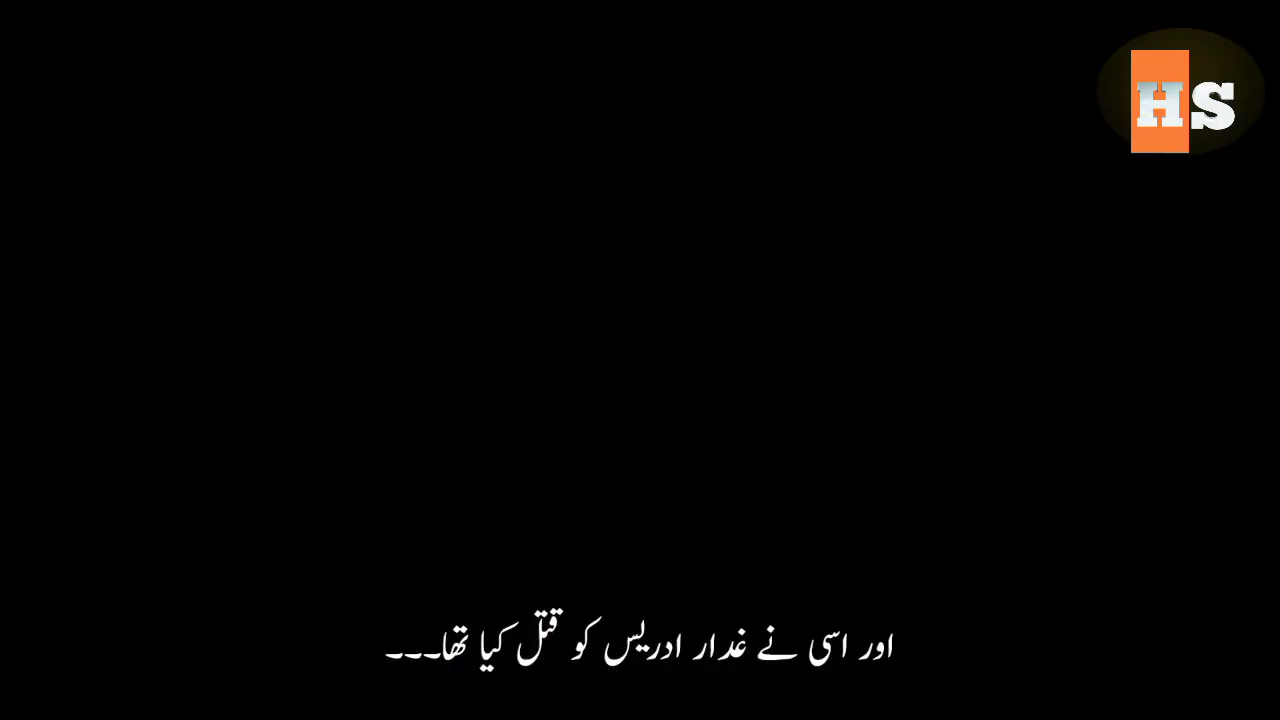 HS
اور اسی نے غدار ادریس کو قتل کیا تھا۔۔۔